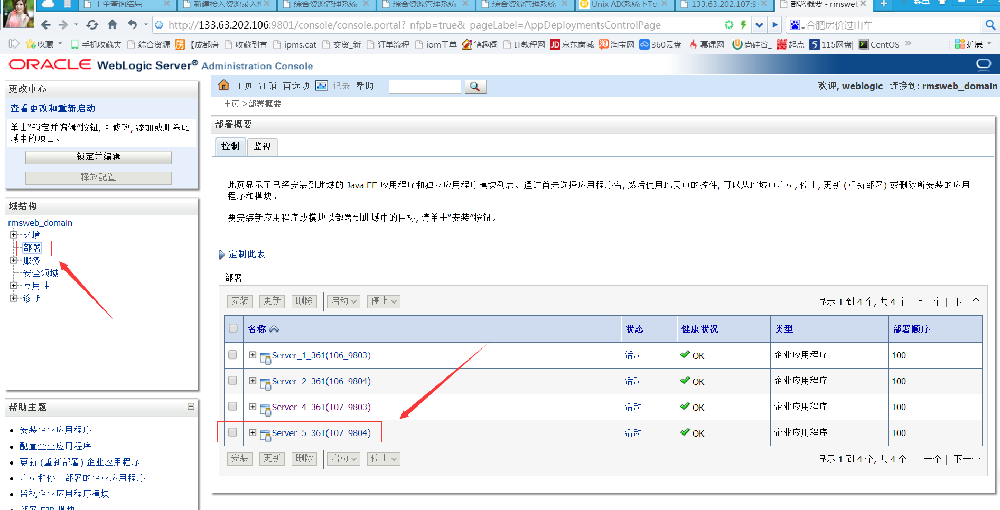 工单查询结果
新建接入资源录入模
综合资源管理系统
综合资源管理系统
综合资源管理系统
Unix AIX系统下To
133.63.202.107:9
部署概要 - rmswe
菜单
http://133.63.202.106:9801/console/console.portal?_nfpb=true&_pageLabel=AppDeploymentsControlPage
合肥房价过山车
收藏
手机收藏夹
综合资源
【成都房
收藏到有
ipms.cat
交资_新
订单流程
iom工单
笔趣阁
IT教程网
JD 京东商城
淘 淘宝网
360云盘
慕课网-
尚硅谷_
起点
5 115网盘|
CentOS
扩展
ORACLE WebLogic Server® Administration Console
更改中心
查看更改和重新启动
单击“锁定并编辑”按钮, 可修改, 添加或删除此
域中的项目。
锁定并编辑
释放配置
域结构
rmsweb_domain
环境
部署
服务
安全领域
互用性
诊断
帮助主题
安装企业应用程序
配置企业应用程序
更新 (重新部署) 企业应用程序
启动和停止部署的企业应用程序
监视企业应用程序模块
部署 EJB 模块
主页 注销 首选项 记录 帮助
欢迎, weblogic
连接到: rmsweb_domain
主页 >部署概要
部署概要
控制
监视
此页显示了已经安装到此域的 Java EE 应用程序和独立应用程序模块列表。通过首先选择应用程序名, 然后使用此页中的控件, 可以从此域中启动, 停止, 更新 (重新部署) 或删除所安装的应用
程序和模块。
要安装新应用程序或模块以部署到此域中的目标, 请单击“安装”按钮。
定制此表
部署
安装 更新 删除 启动 停止
显示 1 到 4 个, 共 4 个 上一个 | 下一个
名称 状态 健康状况 类型 部署顺序
Server_1_361(106_9803) 活动 OK 企业应用程序 100
Server_2_361(106_9804) 活动 OK 企业应用程序 100
Server_4_361(107_9803) 活动 OK 企业应用程序 100
Server_5_361(107_9804) 活动 OK 企业应用程序 100
安装 更新 删除 启动 停止
显示 1 到 4 个, 共 4 个 上一个 | 下一个